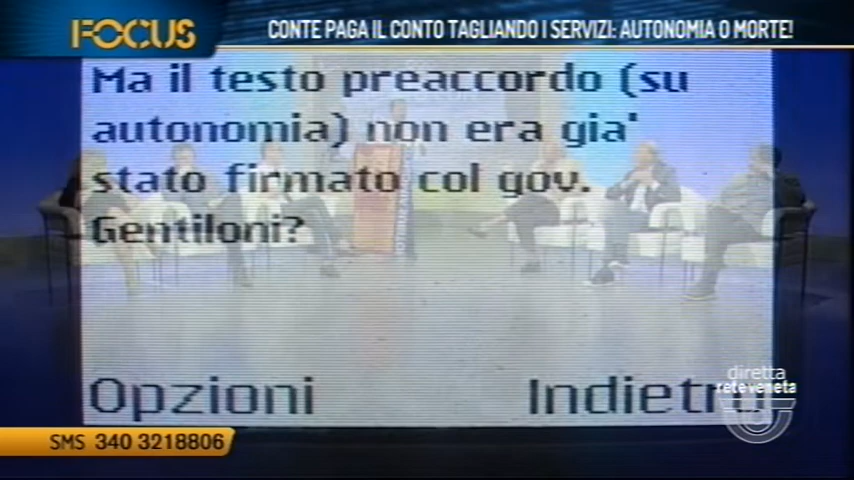 FOCUS
CONTE PAGA IL CONTO TAGLIANDO I SERVIZI: AUTONOMIA O MORTE!
Ma il testo preaccordo (su
autonomia) non era gia'
stato firmato col gov.
Gentiloni?
Opzioni Indietro
diretta
reteveneta
SMS 340 3218806